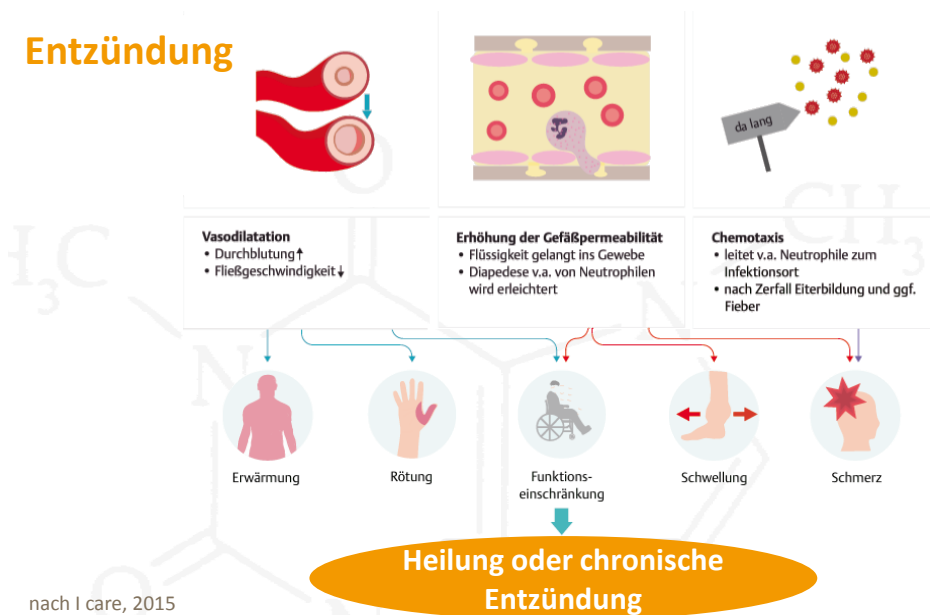 Entzündung
da lang
Vasodilatation
• Durchblutung↑
• Fließgeschwindigkeit↓
Erhöhung der Gefäßpermeabilität
• Flüssigkeit gelangt ins Gewebe
• Diapedese v.a. von Neutrophilen
wird erleichtert
Chemotaxis
• leitet v.a. Neutrophile zum
Infektionsort
• nach Zerfall Eiterbildung und ggf.
Fieber
H₃C
O
CH₃
N
N
O
Erwärmung
Rötung
Funktions-
einschränkung
Schwellung
Schmerz
Heilung oder chronische
Entzündung
nach I care, 2015